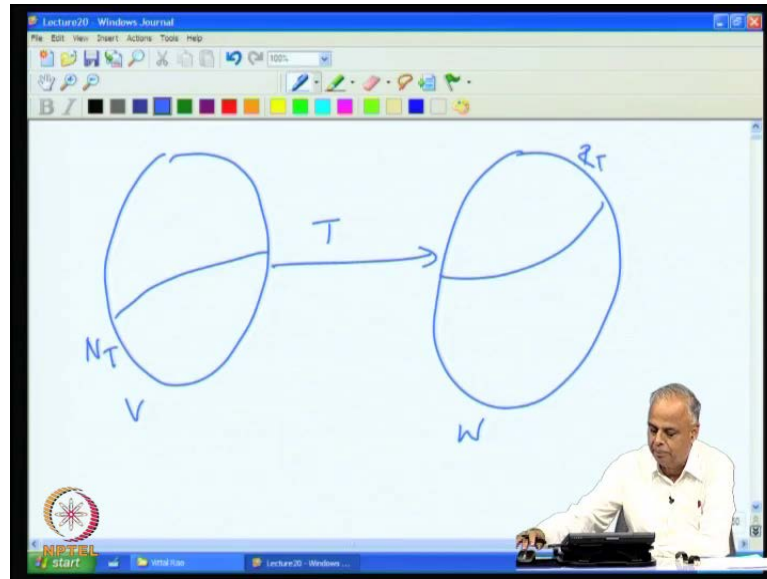 Lecture20 - Windows Journal
File Edit View Insert Actions Tools Help
100%
B I
R_T
T
N_T
V
W
NPTEL
start
Vittal Rao
Lecture20 - Windows ...